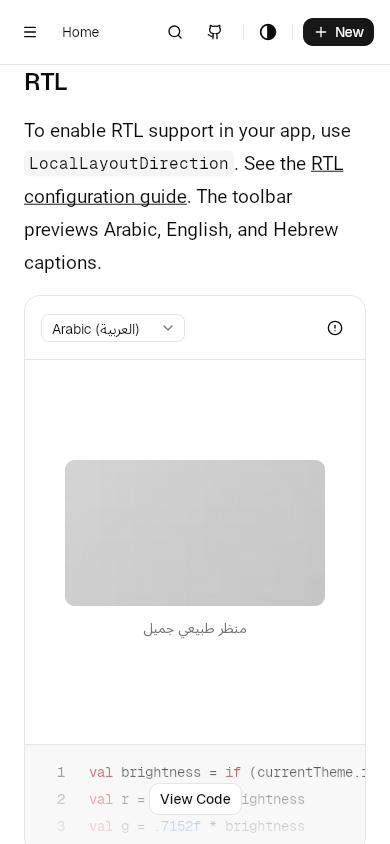 Home
New
RTL
To enable RTL support in your app, use
LocalLayoutDirection. See the RTL
configuration guide. The toolbar
previews Arabic, English, and Hebrew
captions.
Arabic (العربية)
منظر طبيعي جميل
1 val brightness = if (currentTheme.
2 val r = ightness
View Code
3 val g = .7152f * brightness